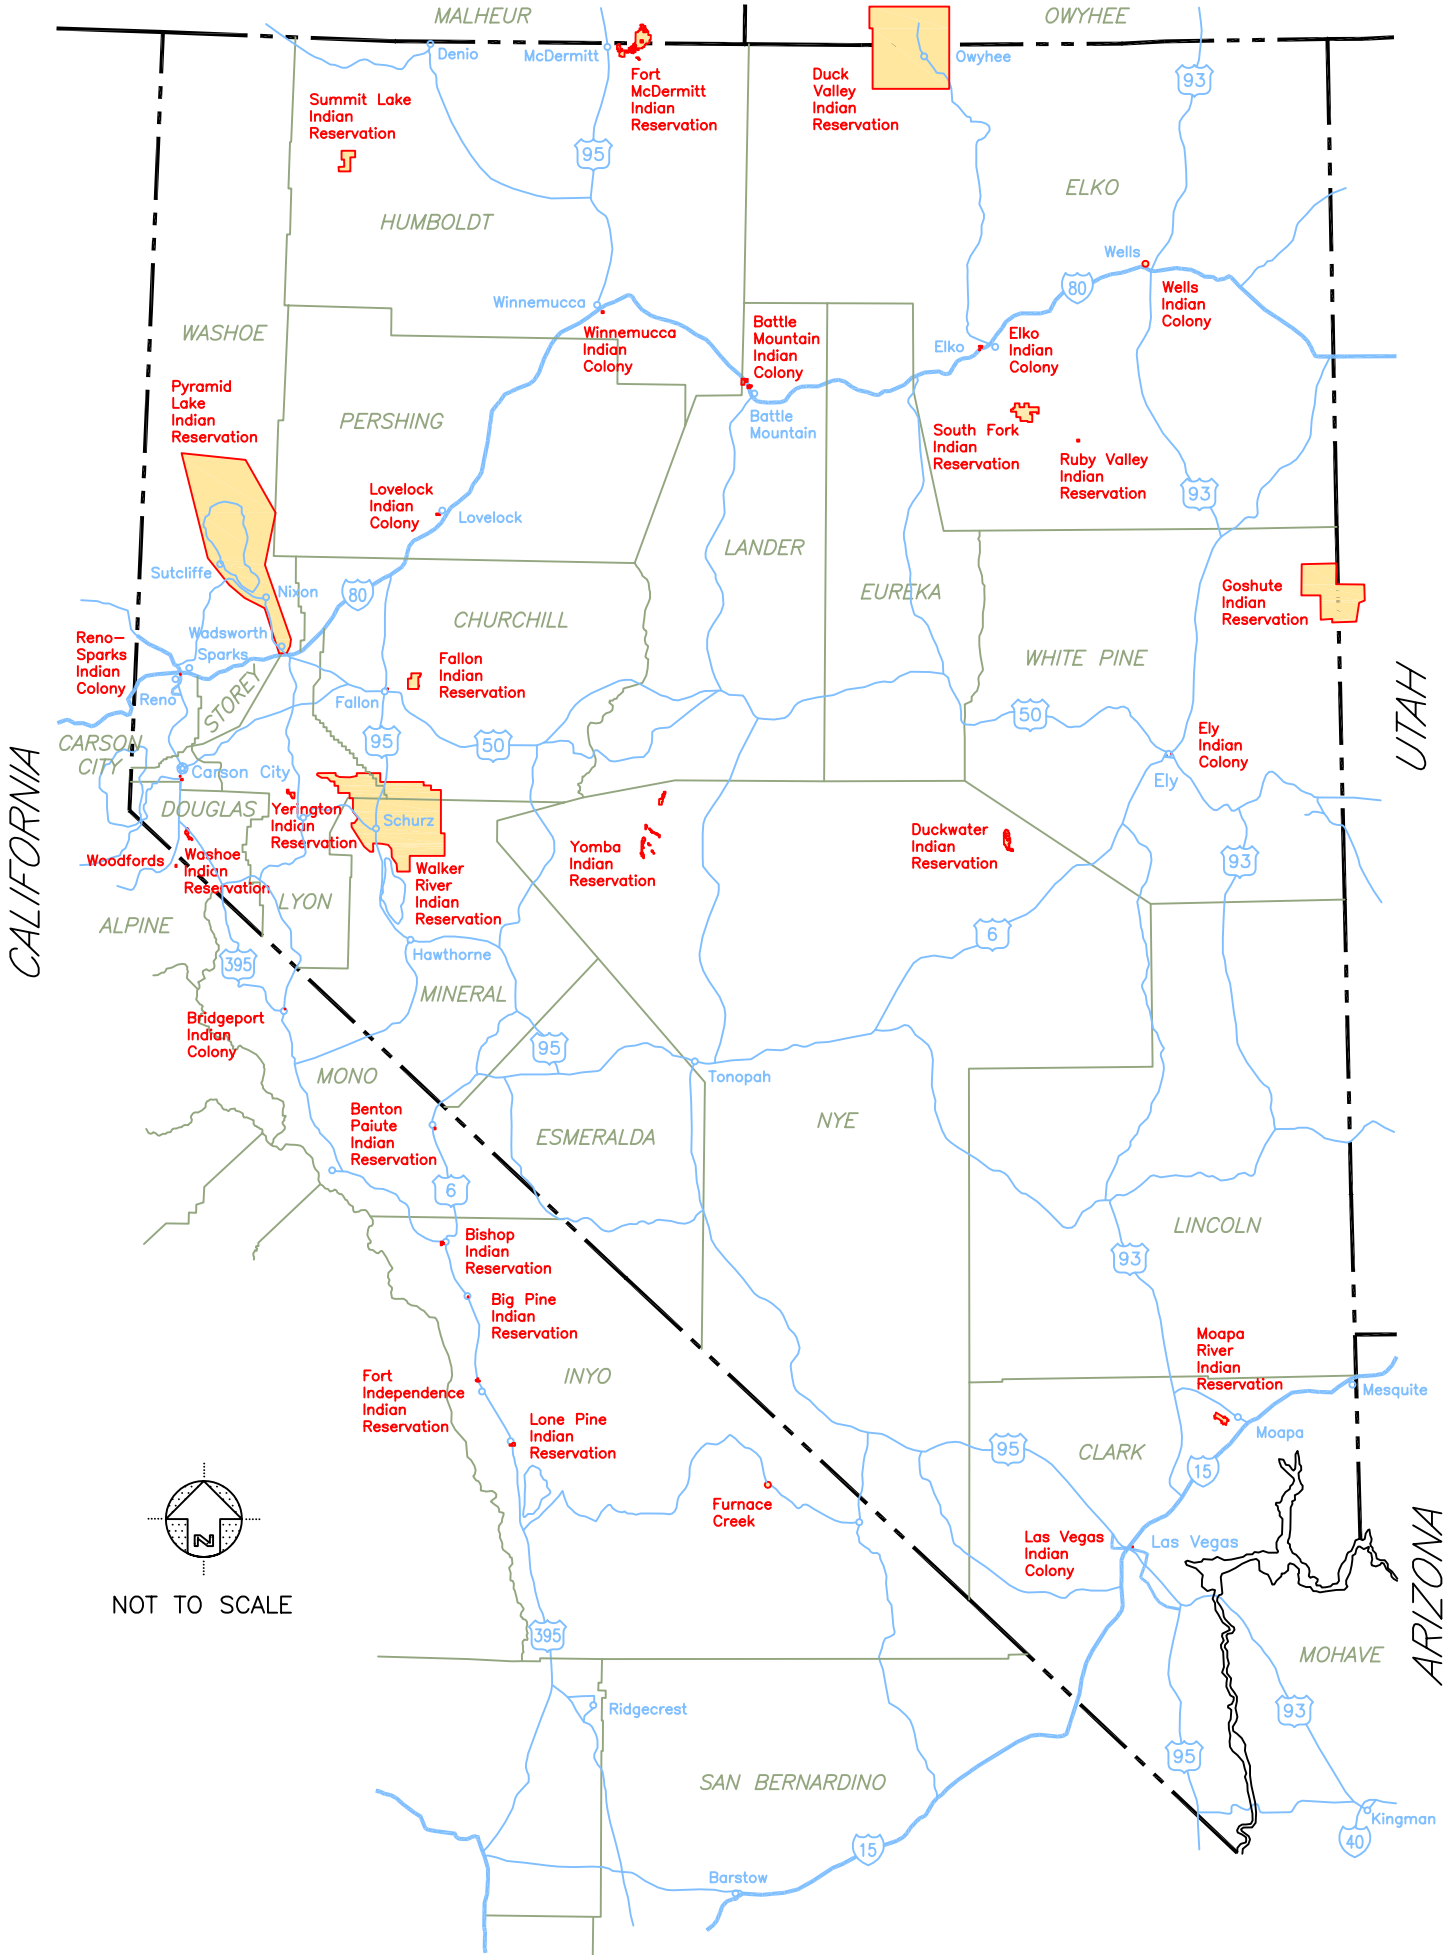 MALHEUR
OWYHEE
Denio
McDermitt
Owyhee
Fort
McDermitt
Indian
Reservation
Duck
Valley
Indian
Reservation
93
Summit Lake
Indian
Reservation
95
ELKO
HUMBOLDT
Wells
80
Wells
Indian
Colony
Winnemucca
WASHOE
Winnemucca
Indian
Colony
Battle
Mountain
Indian
Colony
Elko
Elko
Indian
Colony
Pyramid
Lake
Indian
Reservation
PERSHING
Battle
Mountain
South Fork
Indian
Reservation
Ruby Valley
Indian
Reservation
93
Lovelock
Indian
Colony
Lovelock
LANDER
Sutcliffe
Nixon
80
EUREKA
Goshute
Indian
Reservation
CHURCHILL
Wadsworth
Reno-
Sparks
Indian
Colony
Sparks
Reno
STOREY
Fallon
Indian
Reservation
Fallon
WHITE PINE
UTAH
95
50
50
Ely
Indian
Colony
Ely
CARSON
CITY
Carson City
CALIFORNIA
DOUGLAS
Yerington
Indian
Reservation
Schurz
Woodfords
Washoe
Indian
Reservation
Walker
River
Indian
Reservation
Yomba
Indian
Reservation
Duckwater
Indian
Reservation
93
LYON
ALPINE
6
395
Hawthorne
MINERAL
Bridgeport
Indian
Colony
95
MONO
Tonopah
Benton
Paiute
Indian
Reservation
ESMERALDA
NYE
6
LINCOLN
Bishop
Indian
Reservation
93
Big Pine
Indian
Reservation
Moapa
River
Indian
Reservation
INYO
Fort
Independence
Indian
Reservation
Mesquite
Lone Pine
Indian
Reservation
Moapa
95
CLARK
15
Furnace
Creek
Las Vegas
Indian
Colony
Las Vegas
ARIZONA
N
NOT TO SCALE
395
MOHAVE
Ridgecrest
93
95
SAN BERNARDINO
Kingman
15
40
Barstow